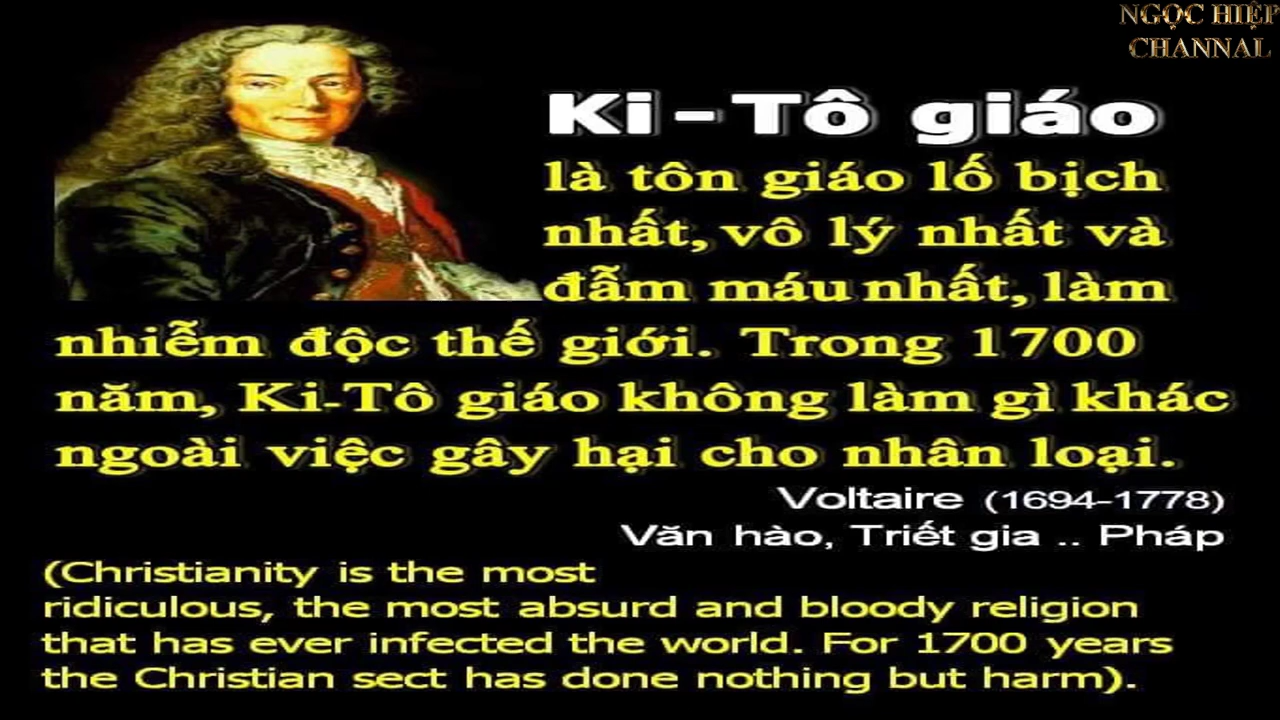 NGỌC HIỆP
CHANNAL
Ki-Tô giáo
là tôn giáo lố bịch
nhất, vô lý nhất và
đẫm máu nhất, làm
nhiễm độc thế giới. Trong 1700
năm, Ki-Tô giáo không làm gì khác
ngoài việc gây hại cho nhân loại.
Voltaire (1694-1778)
Văn hào, Triết gia .. Pháp
(Christianity is the most
ridiculous, the most absurd and bloody religion
that has ever infected the world. For 1700 years
the Christian sect has done nothing but harm).